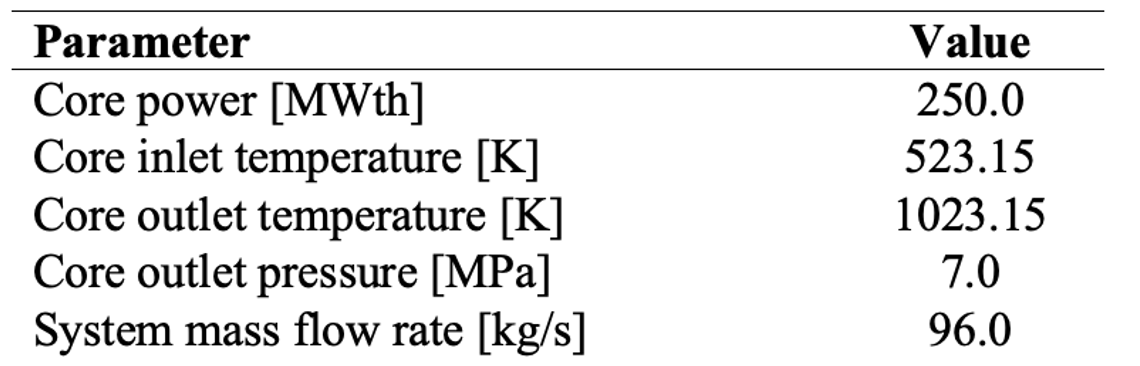 Parameter Value
Core power [MWth] 250.0
Core inlet temperature [K] 523.15
Core outlet temperature [K] 1023.15
Core outlet pressure [MPa] 7.0
System mass flow rate [kg/s] 96.0